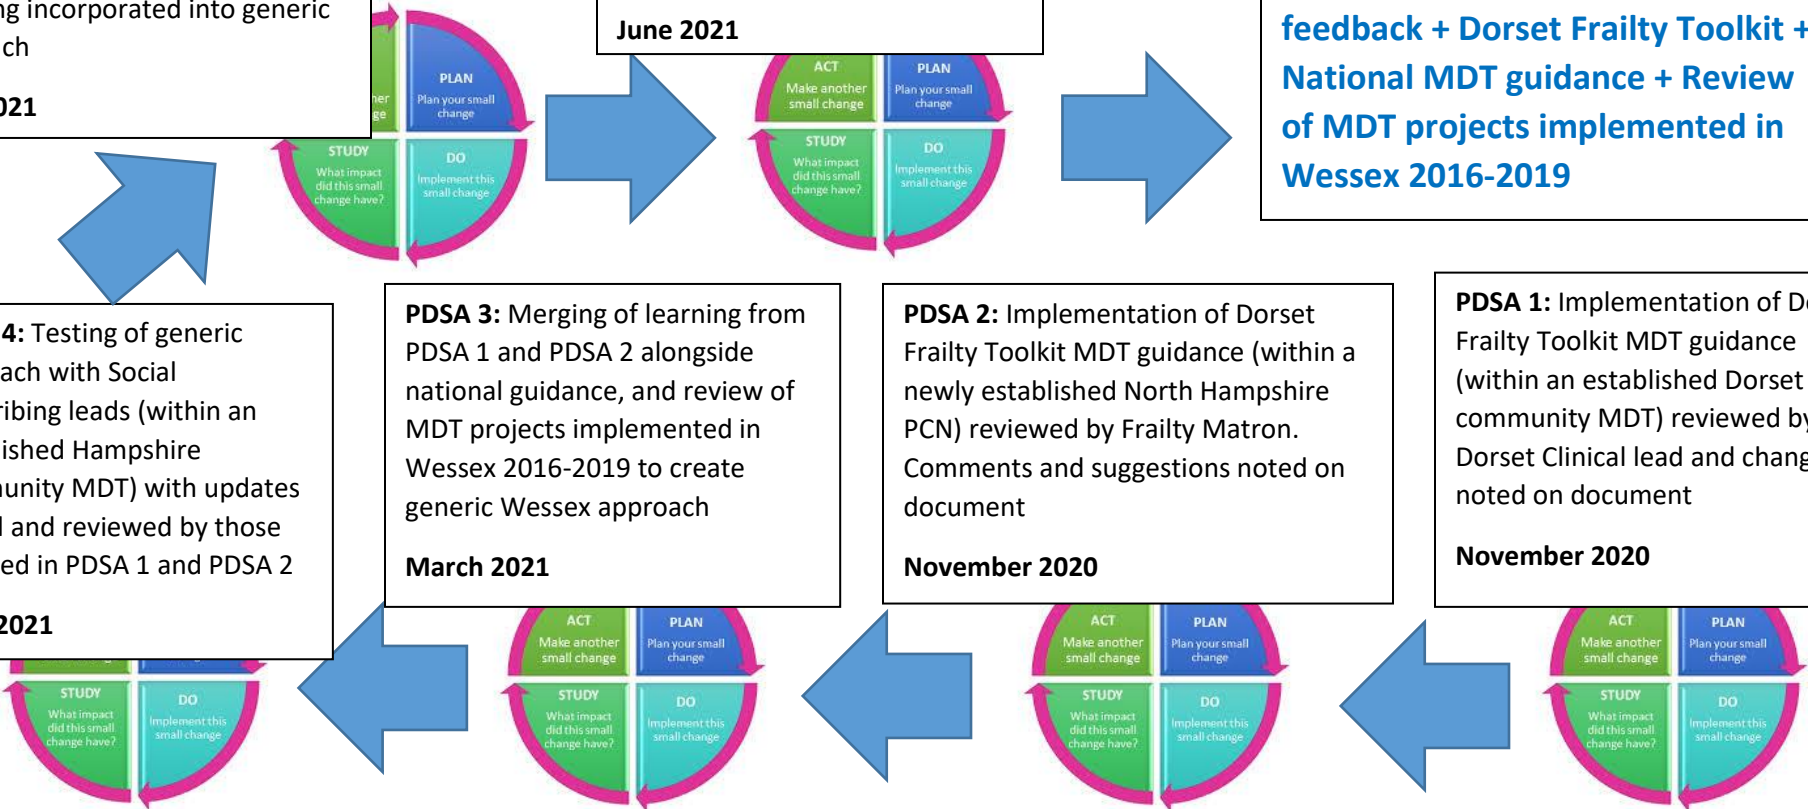 ng incorporated into generic
ch
021
June 2021
feedback + Dorset Frailty Toolkit +
National MDT guidance + Review
of MDT projects implemented in
Wessex 2016-2019
PLAN
Plan your small
change
STUDY
What impact
did this small
change have?
DO
Implement this
small change
ACT
Make another
small change
PLAN
Plan your small
change
STUDY
What impact
did this small
change have?
DO
Implement this
small change
4: Testing of generic
ach with Social
ribing leads (within an
ished Hampshire
unity MDT) with updates
and reviewed by those
ed in PDSA 1 and PDSA 2
2021
PDSA 3: Merging of learning from
PDSA 1 and PDSA 2 alongside
national guidance, and review of
MDT projects implemented in
Wessex 2016-2019 to create
generic Wessex approach
March 2021
PDSA 2: Implementation of Dorset
Frailty Toolkit MDT guidance (within a
newly established North Hampshire
PCN) reviewed by Frailty Matron.
Comments and suggestions noted on
document
November 2020
PDSA 1: Implementation of Do
Frailty Toolkit MDT guidance
(within an established Dorset
community MDT) reviewed by
Dorset Clinical lead and chang
noted on document
November 2020
STUDY
What impact
did this small
change have?
DO
Implement this
small change
ACT
Make another
small change
PLAN
Plan your small
change
STUDY
What impact
did this small
change have?
DO
Implement this
small change
ACT
Make another
small change
PLAN
Plan your small
change
STUDY
What impact
did this small
change have?
DO
Implement this
small change
ACT
Make another
small change
PLAN
Plan your small
change
STUDY
What impact
did this small
change have?
DO
Implement this
small change